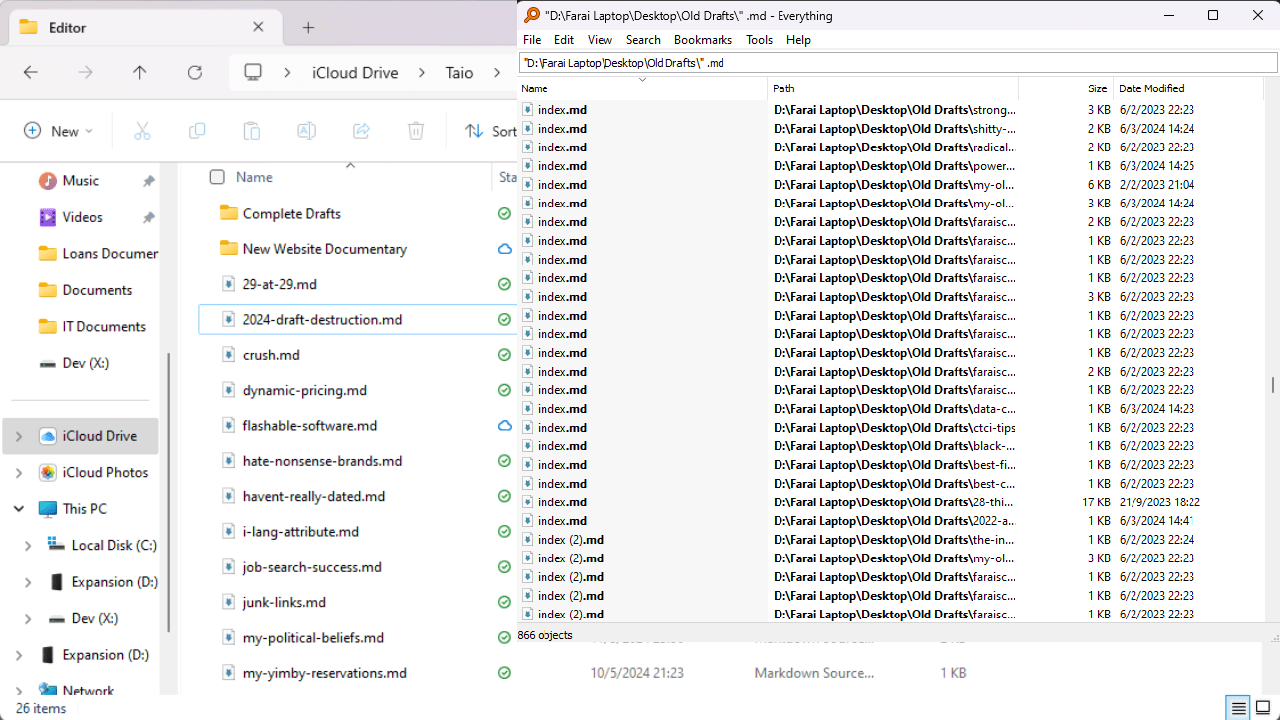 Editor
iCloud Drive
Taio
New
Sort
Music
Videos
Loans Documen
Documents
IT Documents
Dev (X:)
iCloud Drive
iCloud Photos
This PC
Local Disk (C:)
Expansion (D:)
Dev (X:)
Expansion (D:)
Network
Name
Sta
Complete Drafts
New Website Documentary
29-at-29.md
2024-draft-destruction.md
crush.md
dynamic-pricing.md
flashable-software.md
hate-nonsense-brands.md
havent-really-dated.md
i-lang-attribute.md
job-search-success.md
junk-links.md
my-political-beliefs.md
my-yimby-reservations.md 10/5/2024 21:23 Markdown Source... 1 KB
26 items
"D:\Farai Laptop\Desktop\Old Drafts\" .md - Everything
File Edit View Search Bookmarks Tools Help
"D:\Farai Laptop\Desktop\Old Drafts\" .md
Name Path Size Date Modified
index.md D:\Farai Laptop\Desktop\Old Drafts\strong... 3 KB 6/2/2023 22:23
index.md D:\Farai Laptop\Desktop\Old Drafts\shitty-... 2 KB 6/3/2024 14:24
index.md D:\Farai Laptop\Desktop\Old Drafts\radical... 2 KB 6/2/2023 22:23
index.md D:\Farai Laptop\Desktop\Old Drafts\power... 1 KB 6/3/2024 14:25
index.md D:\Farai Laptop\Desktop\Old Drafts\my-ol... 6 KB 2/2/2023 21:04
index.md D:\Farai Laptop\Desktop\Old Drafts\my-ol... 3 KB 6/3/2024 14:24
index.md D:\Farai Laptop\Desktop\Old Drafts\faraisc... 2 KB 6/2/2023 22:23
index.md D:\Farai Laptop\Desktop\Old Drafts\faraisc... 1 KB 6/2/2023 22:23
index.md D:\Farai Laptop\Desktop\Old Drafts\faraisc... 1 KB 6/2/2023 22:23
index.md D:\Farai Laptop\Desktop\Old Drafts\faraisc... 1 KB 6/2/2023 22:23
index.md D:\Farai Laptop\Desktop\Old Drafts\faraisc... 3 KB 6/2/2023 22:23
index.md D:\Farai Laptop\Desktop\Old Drafts\faraisc... 1 KB 6/2/2023 22:23
index.md D:\Farai Laptop\Desktop\Old Drafts\faraisc... 1 KB 6/2/2023 22:23
index.md D:\Farai Laptop\Desktop\Old Drafts\faraisc... 1 KB 6/2/2023 22:23
index.md D:\Farai Laptop\Desktop\Old Drafts\faraisc... 2 KB 6/2/2023 22:23
index.md D:\Farai Laptop\Desktop\Old Drafts\faraisc... 1 KB 6/2/2023 22:23
index.md D:\Farai Laptop\Desktop\Old Drafts\data-c... 1 KB 6/3/2024 14:23
index.md D:\Farai Laptop\Desktop\Old Drafts\ctci-tips 1 KB 6/2/2023 22:23
index.md D:\Farai Laptop\Desktop\Old Drafts\black-... 1 KB 6/2/2023 22:23
index.md D:\Farai Laptop\Desktop\Old Drafts\best-fi... 1 KB 6/2/2023 22:23
index.md D:\Farai Laptop\Desktop\Old Drafts\best-c... 1 KB 6/2/2023 22:23
index.md D:\Farai Laptop\Desktop\Old Drafts\28-thi... 17 KB 21/9/2023 18:22
index.md D:\Farai Laptop\Desktop\Old Drafts\2022-a... 1 KB 6/3/2024 14:41
index (2).md D:\Farai Laptop\Desktop\Old Drafts\the-in... 1 KB 6/2/2023 22:24
index (2).md D:\Farai Laptop\Desktop\Old Drafts\my-ol... 3 KB 6/2/2023 22:23
index (2).md D:\Farai Laptop\Desktop\Old Drafts\faraisc... 1 KB 6/2/2023 22:23
index (2).md D:\Farai Laptop\Desktop\Old Drafts\faraisc... 1 KB 6/2/2023 22:23
index (2).md D:\Farai Laptop\Desktop\Old Drafts\faraisc... 1 KB 6/2/2023 22:23
866 objects